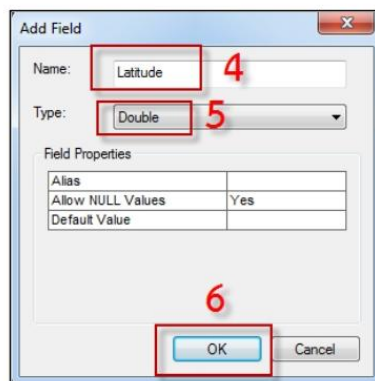 Add Field
Name: Latitude 4
Type: Double 5
Field Properties
Alias
Allow NULL Values Yes
Default Value
6
OK Cancel